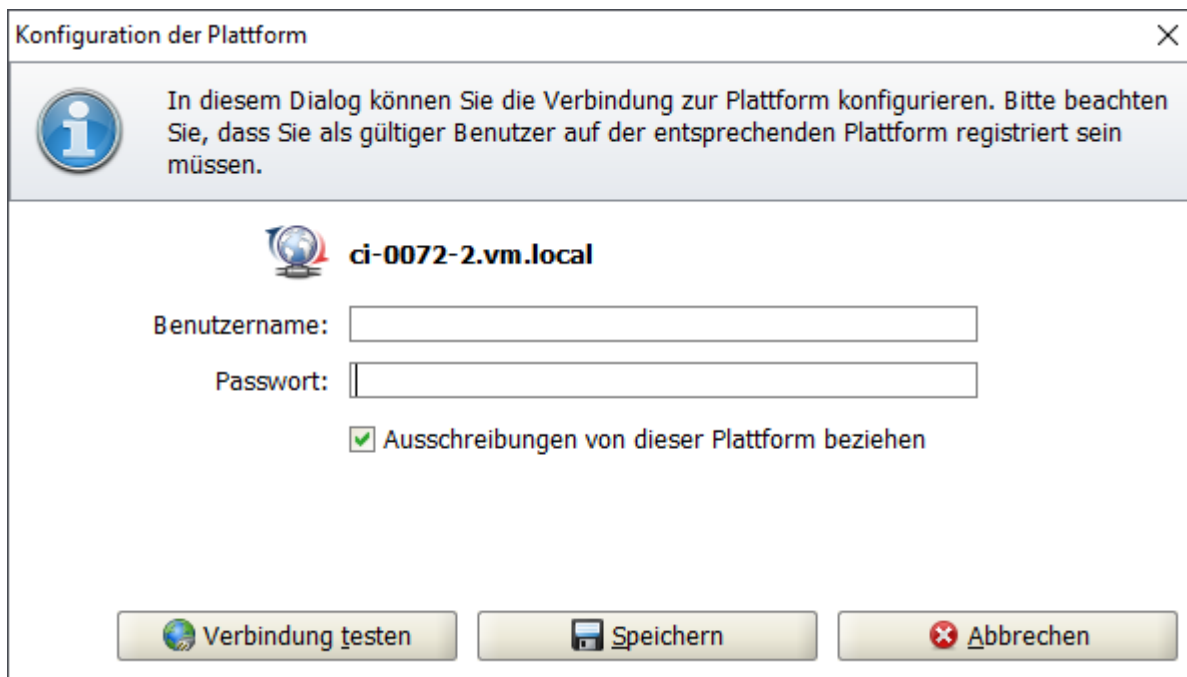 Konfiguration der Plattform
In diesem Dialog können Sie die Verbindung zur Plattform konfigurieren. Bitte beachten
Sie, dass Sie als gültiger Benutzer auf der entsprechenden Plattform registriert sein
müssen.
ci-0072-2.vm.local
Benutzername:
Passwort:
Ausschreibungen von dieser Plattform beziehen
Verbindung testen
Speichern
Abbrechen